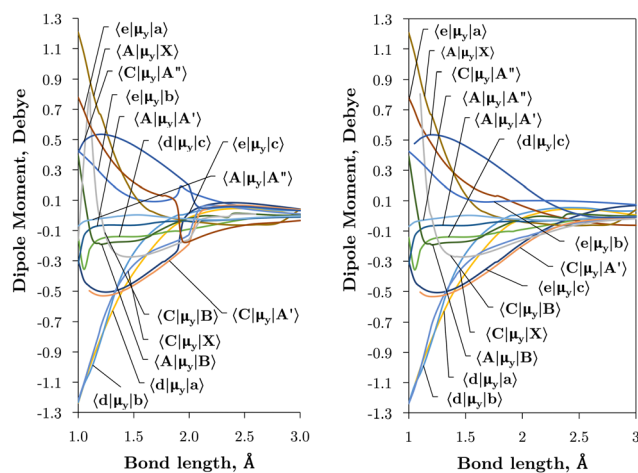 1.3
1.1
0.9
0.7
0.5
0.3
0.1
-0.1
-0.3
-0.5
-0.7
-0.9
-1.1
-1.3
Dipole Moment, Debye
⟨e|μy|a⟩
⟨A|μy|X⟩
⟨C|μy|A"⟩
⟨e|μy|b⟩
⟨A|μy|A'⟩
⟨d|μy|c⟩
⟨e|μy|c⟩
⟨A|μy|A"⟩
⟨C|μy|B⟩
⟨C|μy|A'⟩
⟨C|μy|X⟩
⟨A|μy|B⟩
⟨d|μy|a⟩
⟨d|μy|b⟩
1.0 1.5 2.0 2.5 3.0
Bond length, Å
1.3
1.1
0.9
0.7
0.5
0.3
0.1
-0.1
-0.3
-0.5
-0.7
-0.9
-1.1
-1.3
Dipole Moment, Debye
⟨e|μy|a⟩
⟨A|μy|X⟩
⟨C|μy|A"⟩
⟨A|μy|A"⟩
⟨A|μy|A'⟩
⟨d|μy|c⟩
⟨e|μy|b⟩
⟨C|μy|A'⟩
⟨e|μy|c⟩
⟨C|μy|B⟩
⟨C|μy|X⟩
⟨A|μy|B⟩
⟨d|μy|a⟩
⟨d|μy|b⟩
1 1.5 2 2.5 3
Bond length, Å